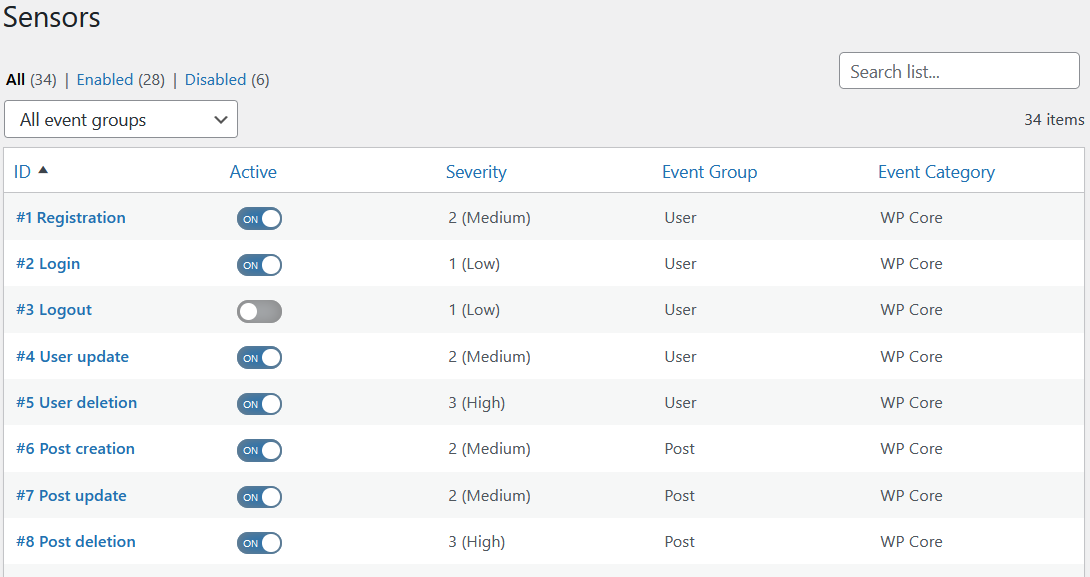 Sensors
All (34) | Enabled (28) | Disabled (6)
Search list...
All event groups
34 items
ID Active Severity Event Group Event Category
#1 Registration ON 2 (Medium) User WP Core
#2 Login ON 1 (Low) User WP Core
#3 Logout 1 (Low) User WP Core
#4 User update ON 2 (Medium) User WP Core
#5 User deletion ON 3 (High) User WP Core
#6 Post creation ON 2 (Medium) Post WP Core
#7 Post update ON 2 (Medium) Post WP Core
#8 Post deletion ON 3 (High) Post WP Core